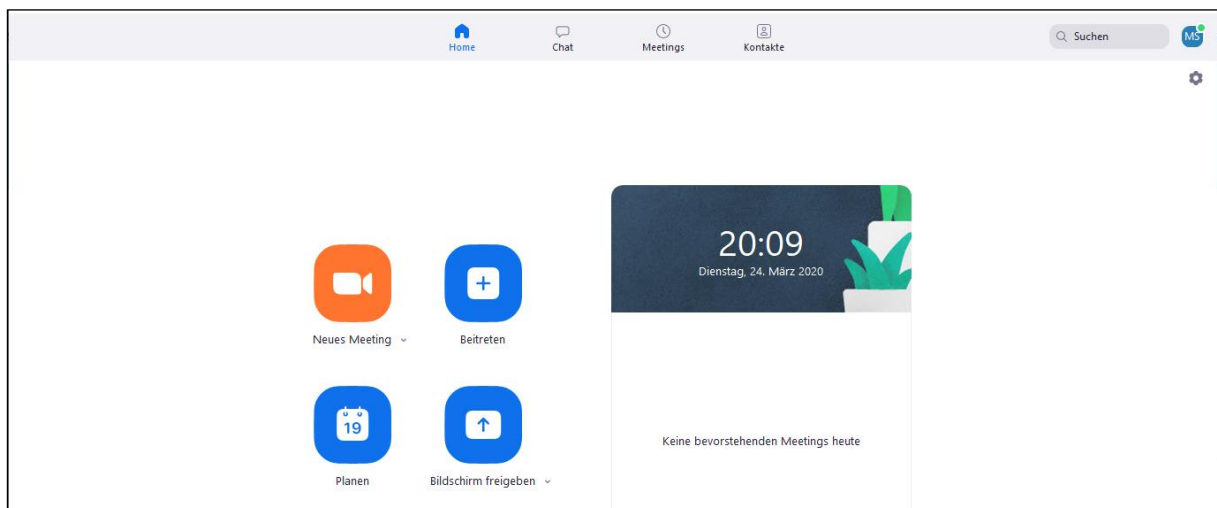 Home
Chat
Meetings
Kontakte
Suchen
MS
20:09
Dienstag, 24. März 2020
Neues Meeting
Beitreten
19
Planen
Bildschirm freigeben
Keine bevorstehenden Meetings heute